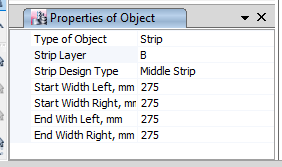 Properties of Object
Type of Object Strip
Strip Layer B
Strip Design Type Middle Strip
Start Width Left, mm 275
Start Width Right, mm 275
End With Left, mm 275
End Width Right, mm 275